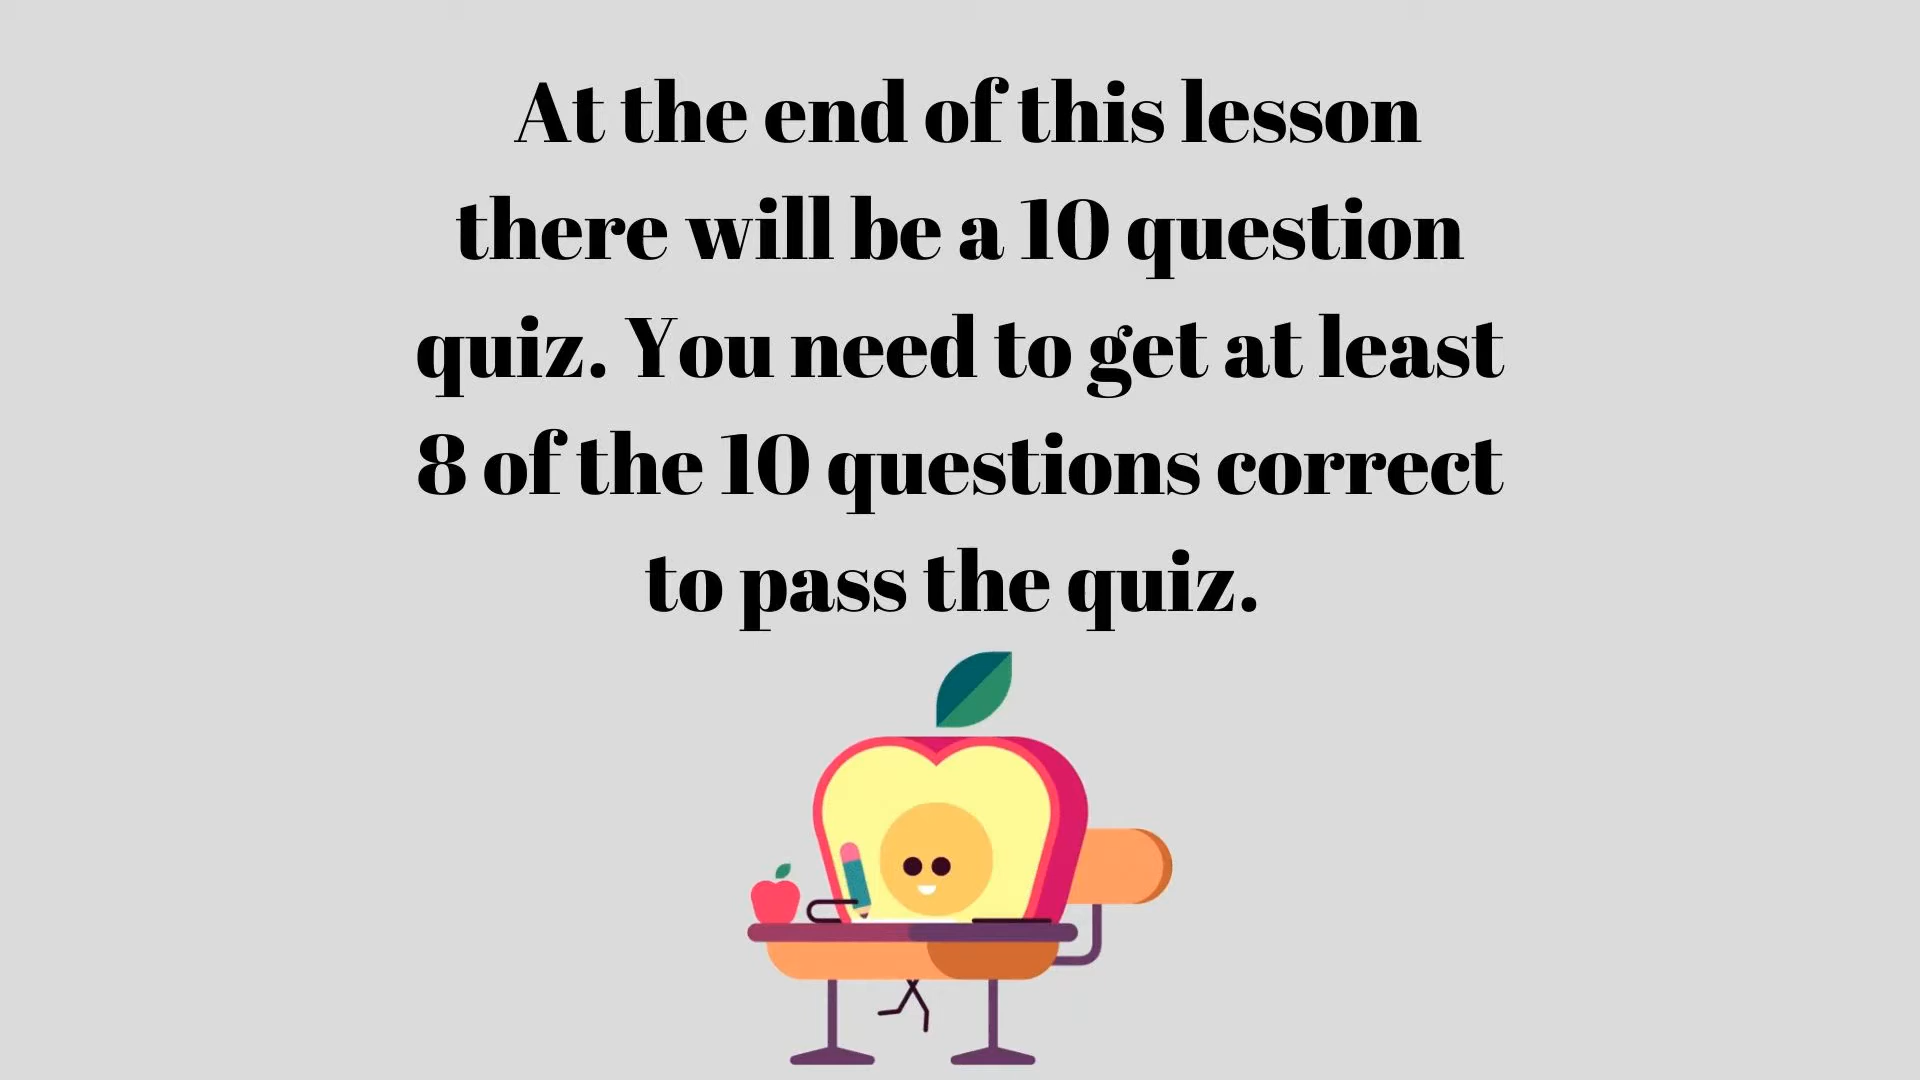 At the end of this lesson
there will be a 10 question
quiz. You need to get at least
8 of the 10 questions correct
to pass the quiz.